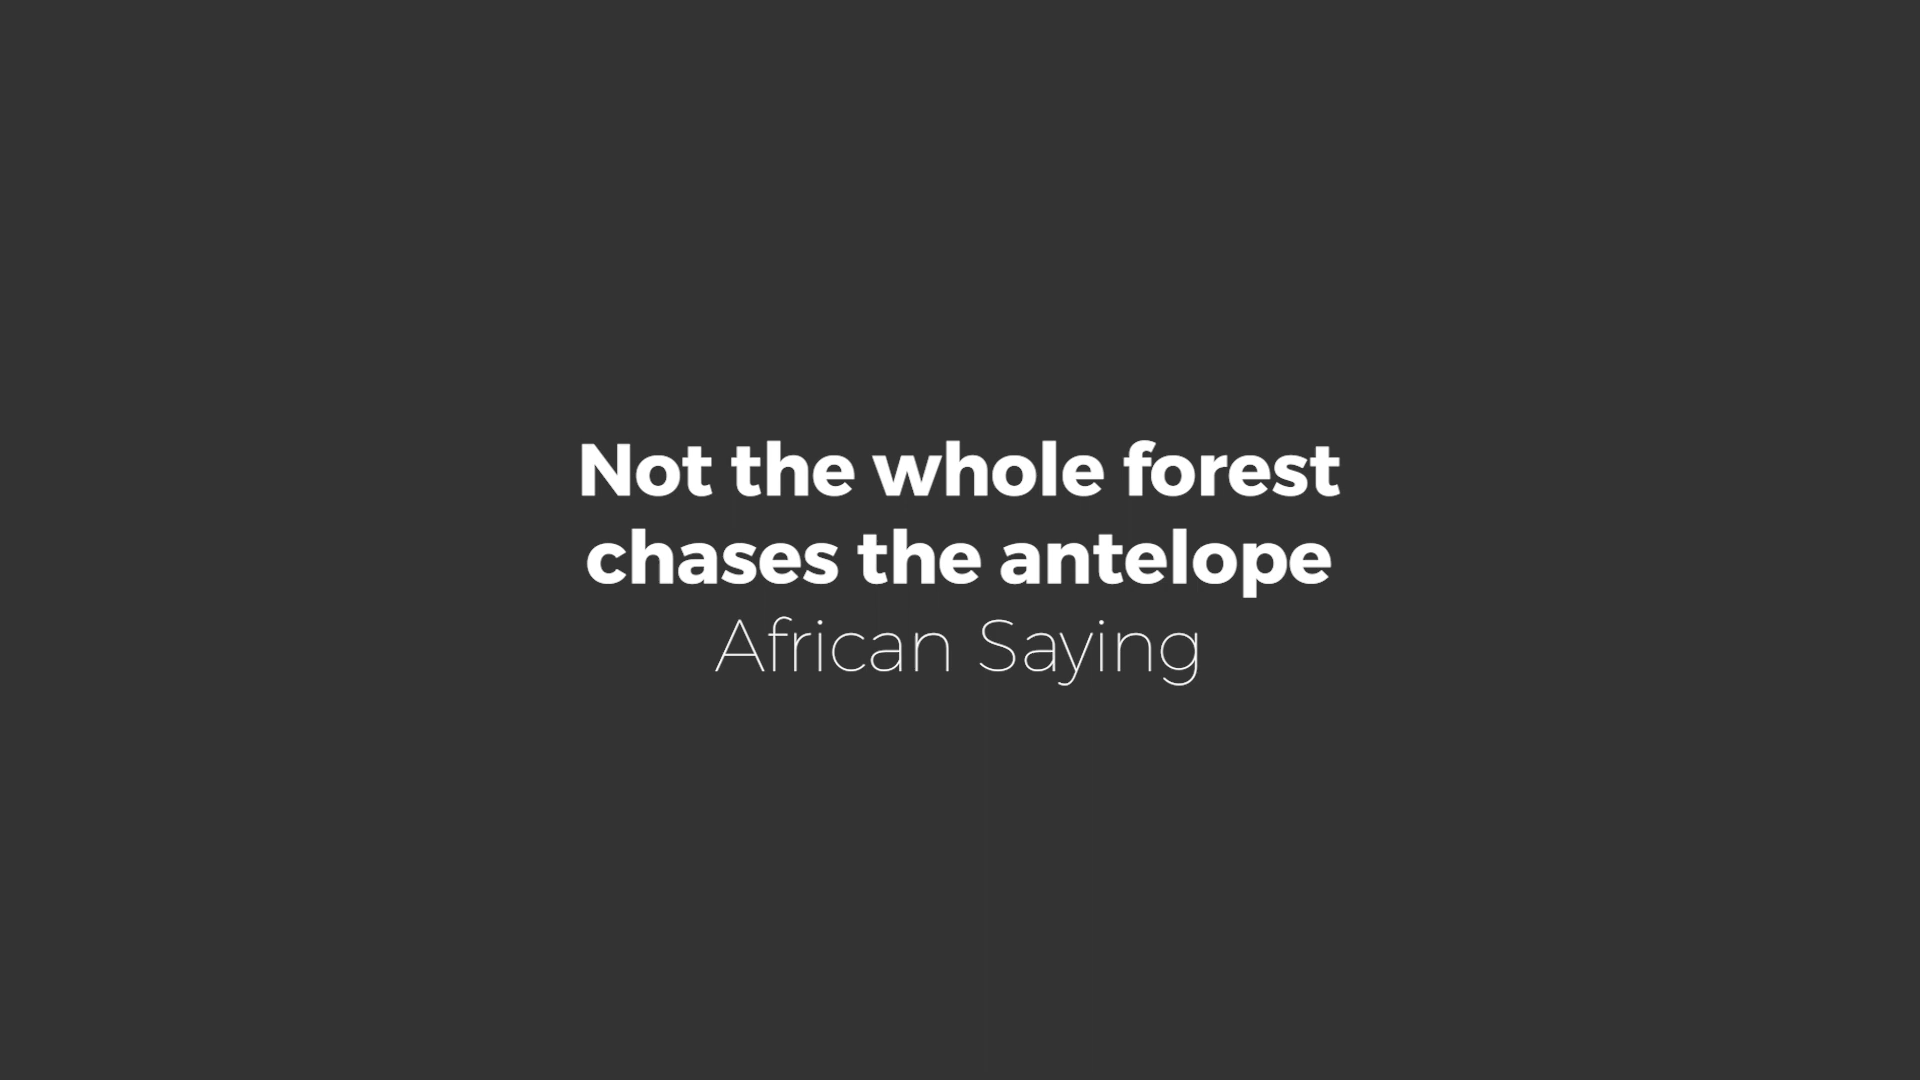 Not the whole forest
chases the antelope
African Saying